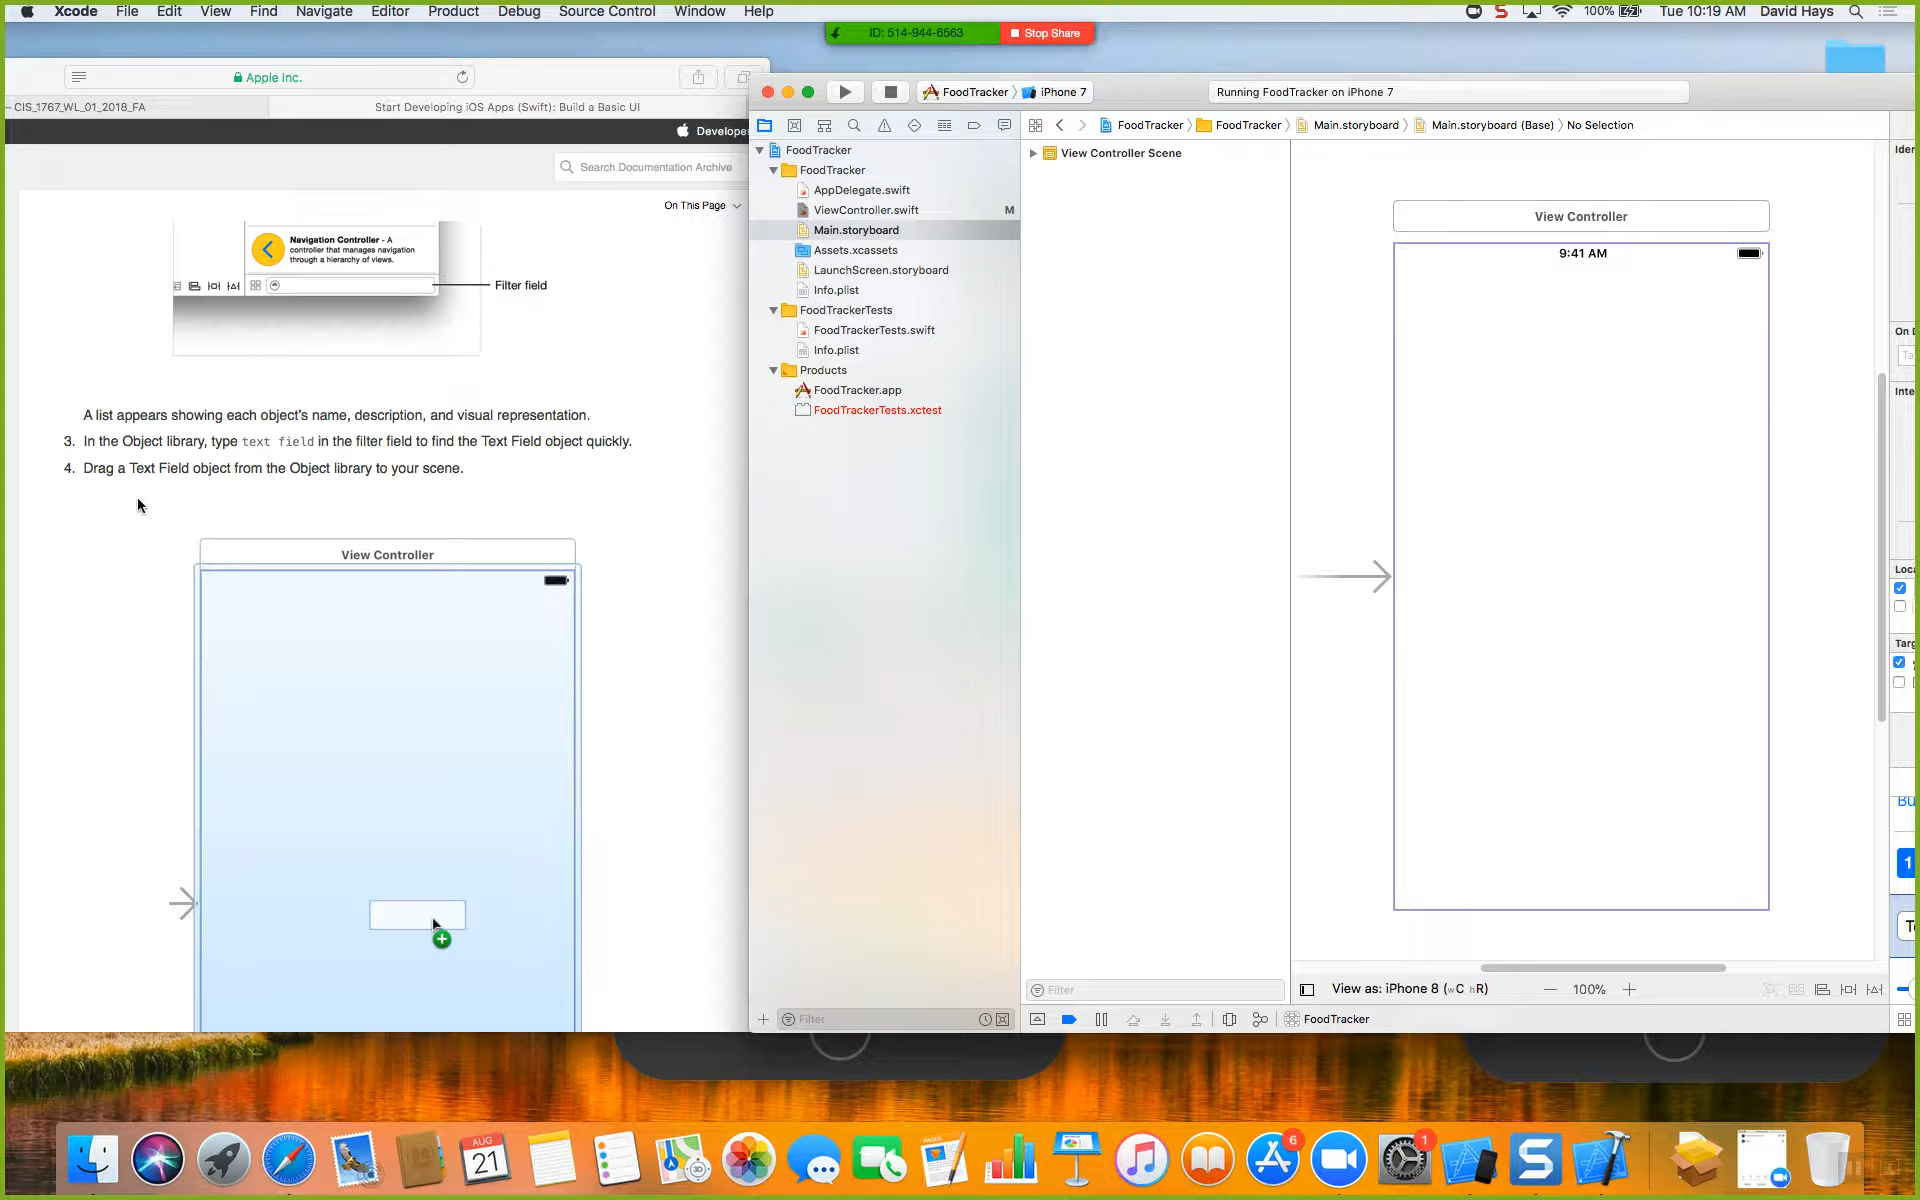 Xcode File Edit View Find Navigate Editor Product Debug Source Control Window Help
100% Tue 10:19 AM David Hays
ID: 514-944-6563 Stop Share
Apple Inc.
CIS_1767_WL_01_2018_FA
Start Developing iOS Apps (Swift): Build a Basic UI
Search Documentation Archive
On This Page
Navigation Controller - A
controller that manages navigation
through a hierarchy of views.
Filter field
A list appears showing each object's name, description, and visual representation.
3. In the Object library, type text field in the filter field to find the Text Field object quickly.
4. Drag a Text Field object from the Object library to your scene.
View Controller
FoodTracker iPhone 7
Running FoodTracker on iPhone 7
FoodTracker FoodTracker Main.storyboard Main.storyboard (Base) No Selection
FoodTracker
FoodTracker
AppDelegate.swift
ViewController.swift M
Main.storyboard
Assets.xcassets
LaunchScreen.storyboard
Info.plist
FoodTrackerTests
FoodTrackerTests.swift
Info.plist
Products
FoodTracker.app
FoodTrackerTests.xctest
Filter
View Controller Scene
Filter
View Controller
9:41 AM
View as: iPhone 8 (wC hR)
100%
FoodTracker
AUG
21
PAGES
3D
6
1